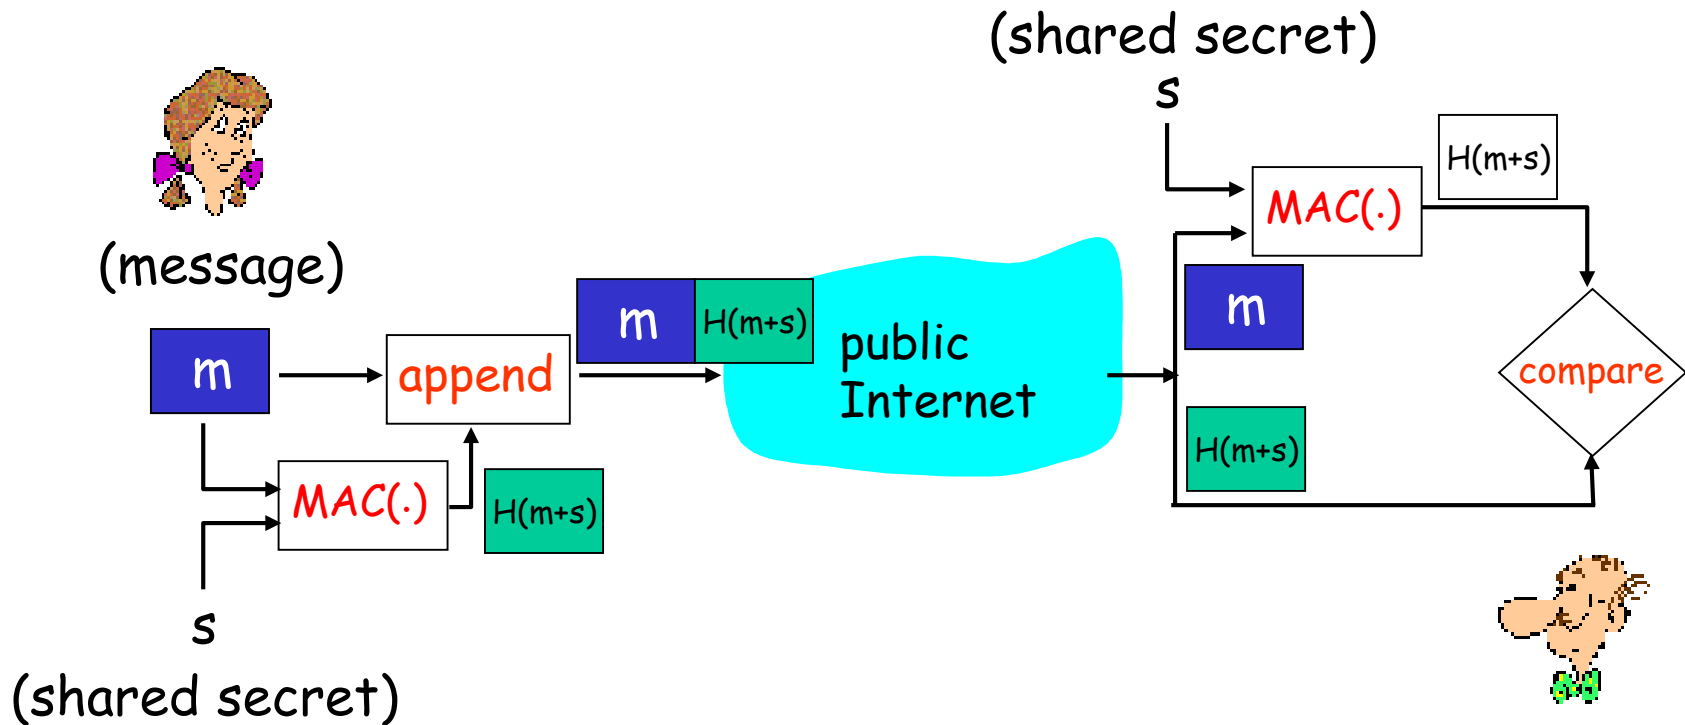 (shared secret)
s
H(m+s)
MAC(.)
(message)
m
m H(m+s)
public
Internet
m
append
compare
H(m+s)
MAC(.)
H(m+s)
s
(shared secret)